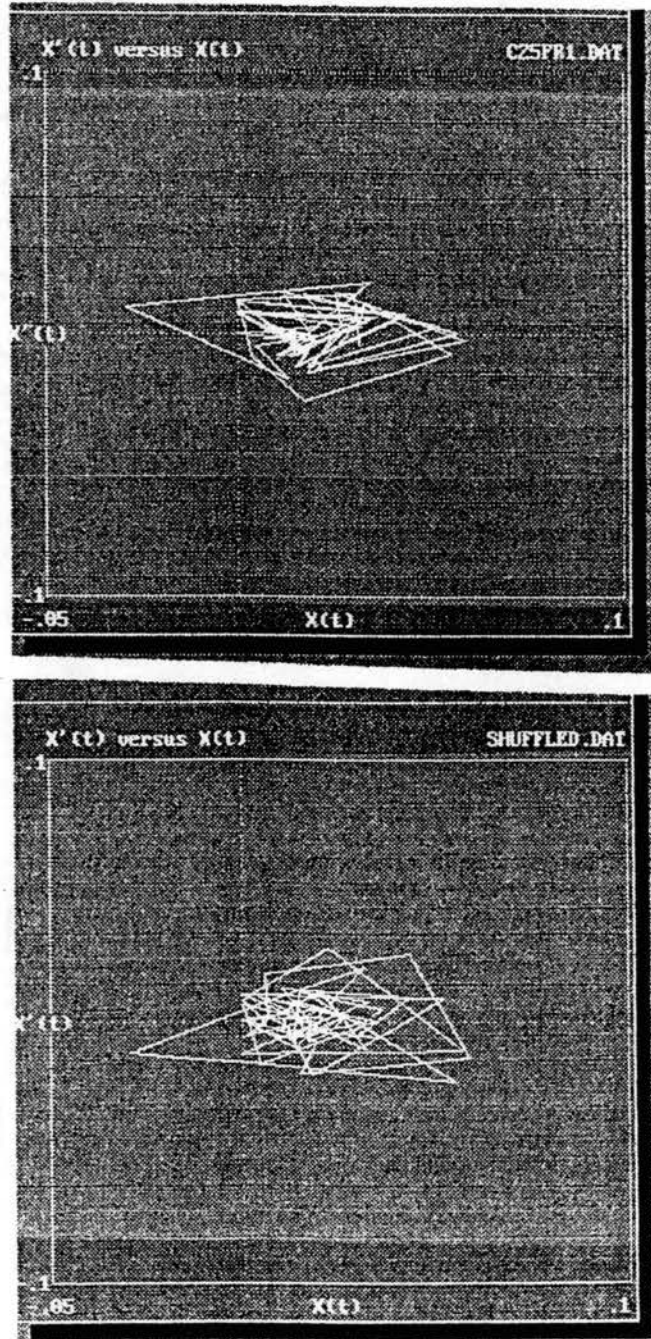 X'(t) versus X(t) C25FR1.DAT
.1
X'(t)
.1
-.05 X(t) .1
X'(t) versus X(t) SHUFFLED.DAT
.1
X'(t)
.1
-.05 X(t) .1